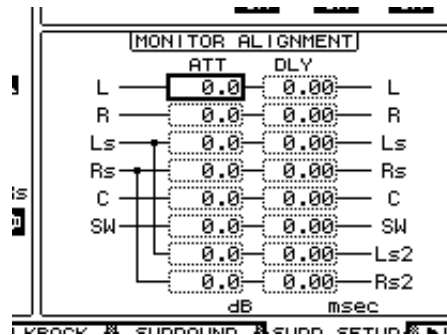 MONITOR ALIGNMENT
ATT DLY
L 0.0 0.00 L
R 0.0 0.00 R
Ls 0.0 0.00 Ls
Rs 0.0 0.00 Rs
C 0.0 0.00 C
SW 0.0 0.00 SW
0.0 0.00 Ls2
0.0 0.00 Rs2
dB msec
SURROUND SURR SETUP